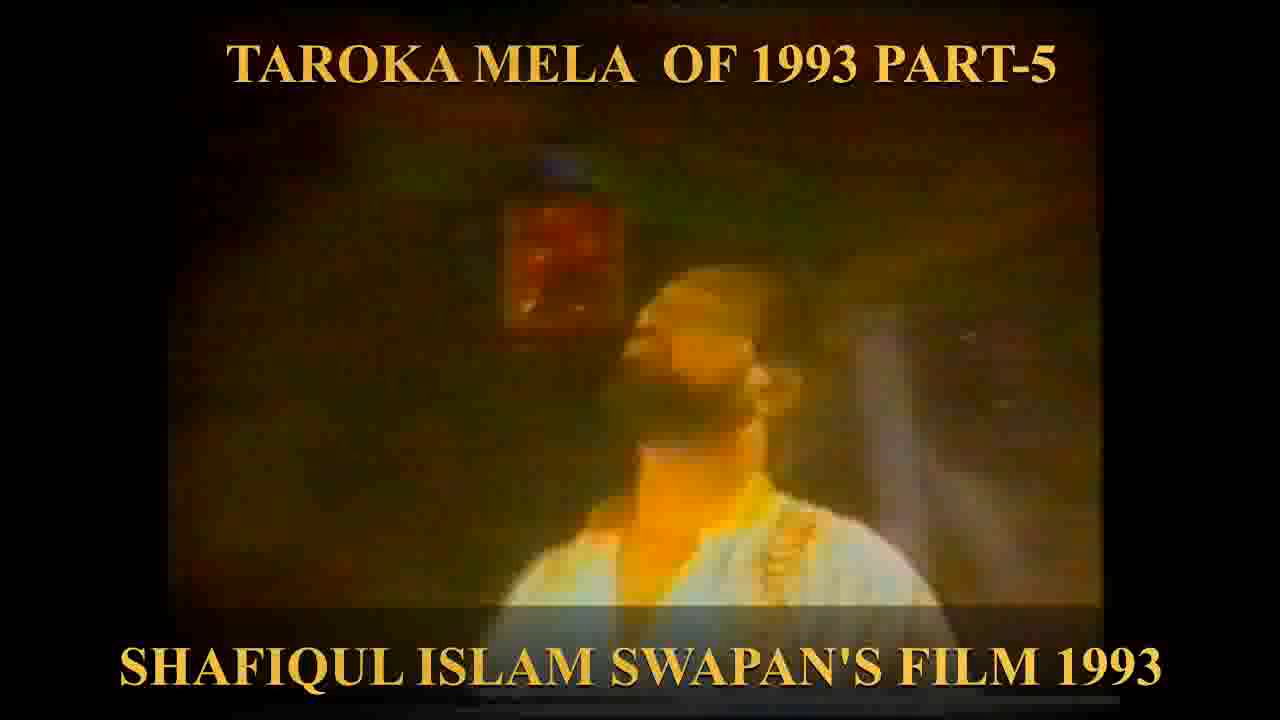 TAROKA MELA OF 1993 PART-5
SHAFIQUL ISLAM SWAPAN'S FILM 1993